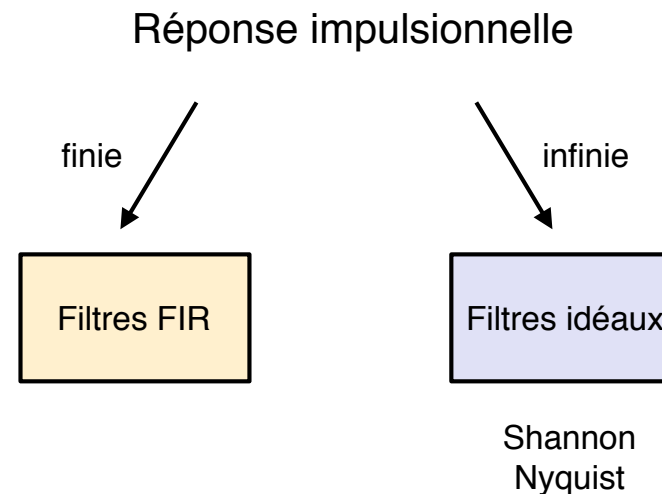 Réponse impulsionnelle
finie
infinie
Filtres FIR
Filtres idéaux
Shannon
Nyquist